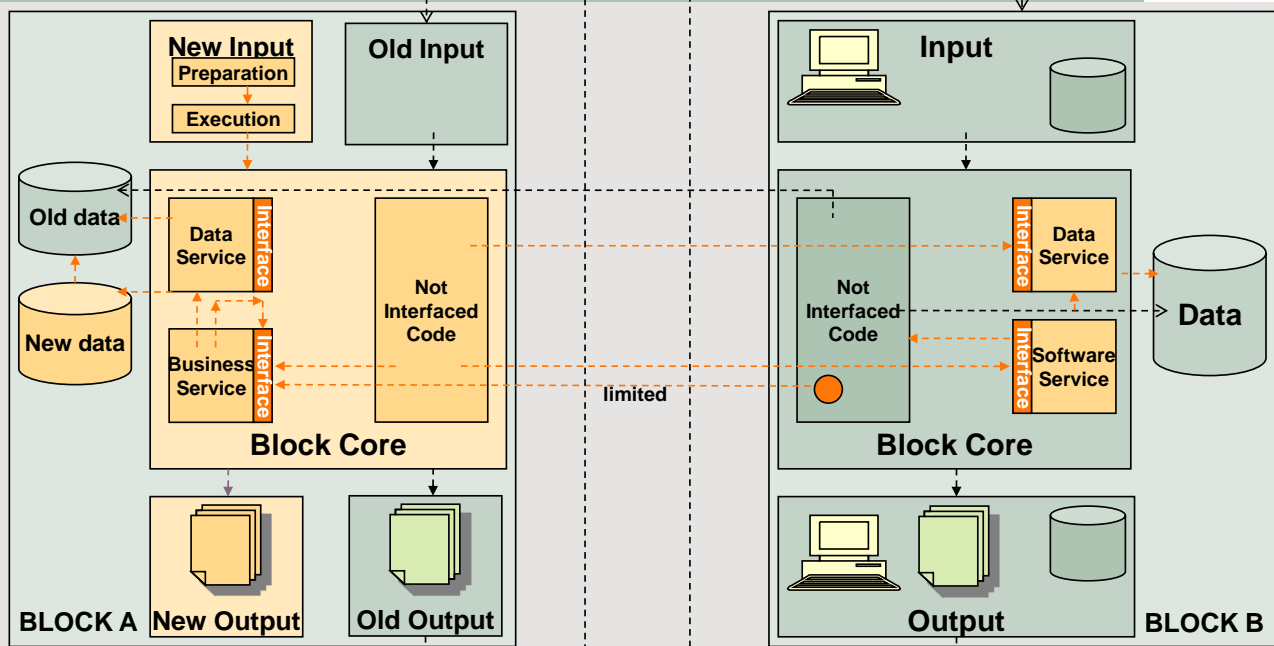 New Input
Preparation
Execution
Old Input
Old data
New data
Data
Service
Interface
Business
Service
Interface
Not
Interfaced
Code
Block Core
New Output
Old Output
BLOCK A
limited
Input
Not
Interfaced
Code
Interface
Data
Service
Interface
Software
Service
Data
Block Core
Output
BLOCK B